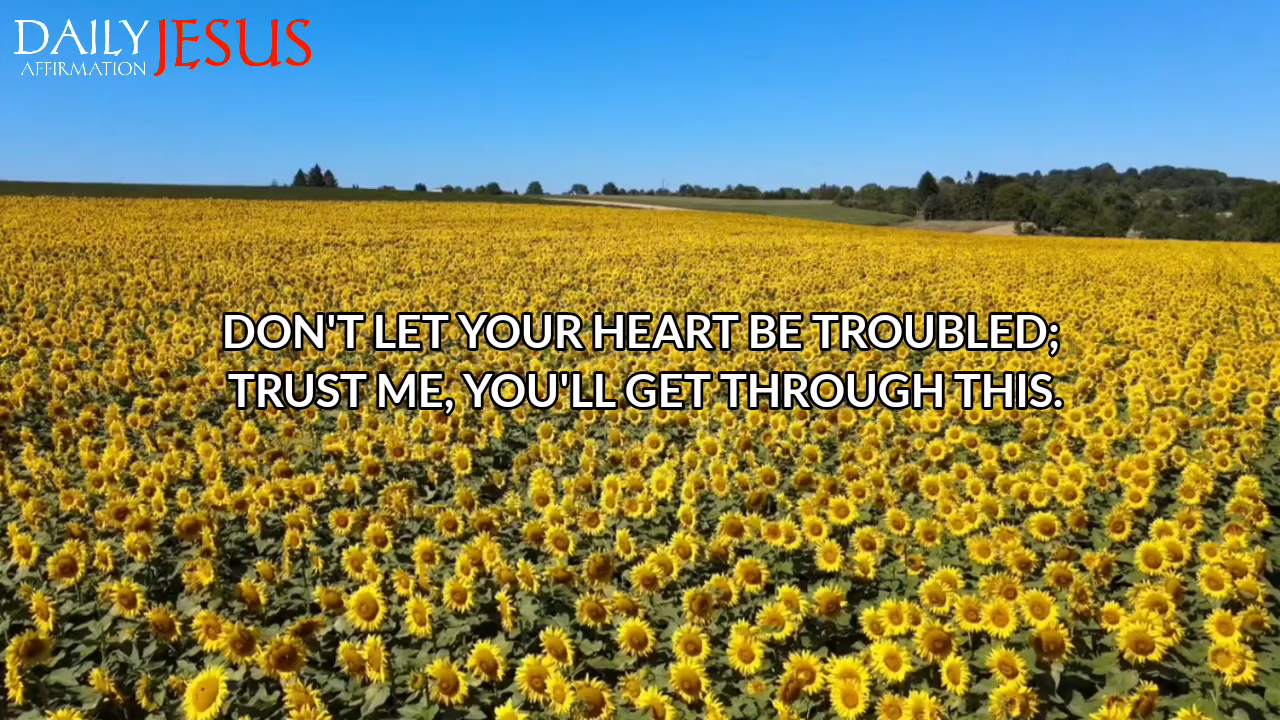 DAILY JESUS
AFFIRMATION
DON'T LET YOUR HEART BE TROUBLED;
TRUST ME, YOU'LL GET THROUGH THIS.